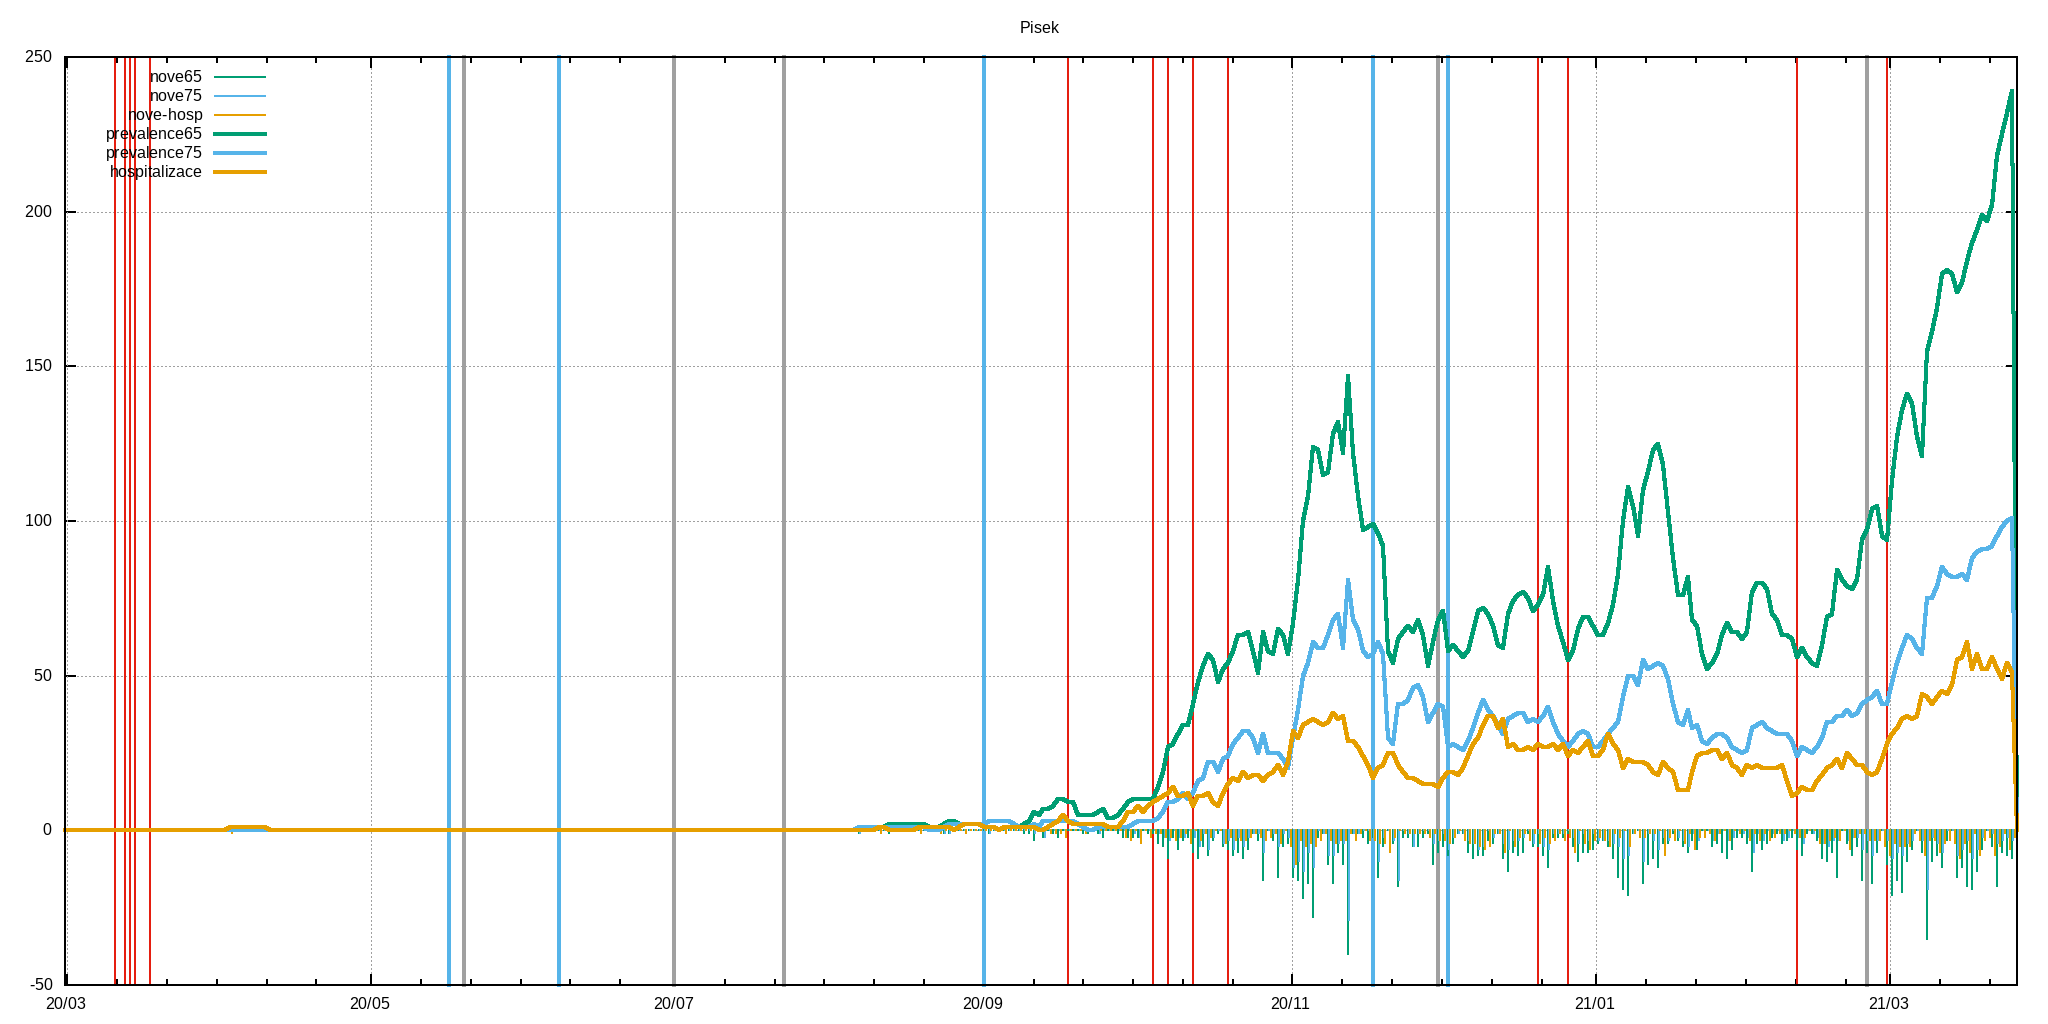 Pisek
250
nove65
nove75
nove-hosp
prevalence65
prevalence75
hospitalizace
200
150
100
50
0
-50
20/03 20/05 20/07 20/09 20/11 21/01 21/03